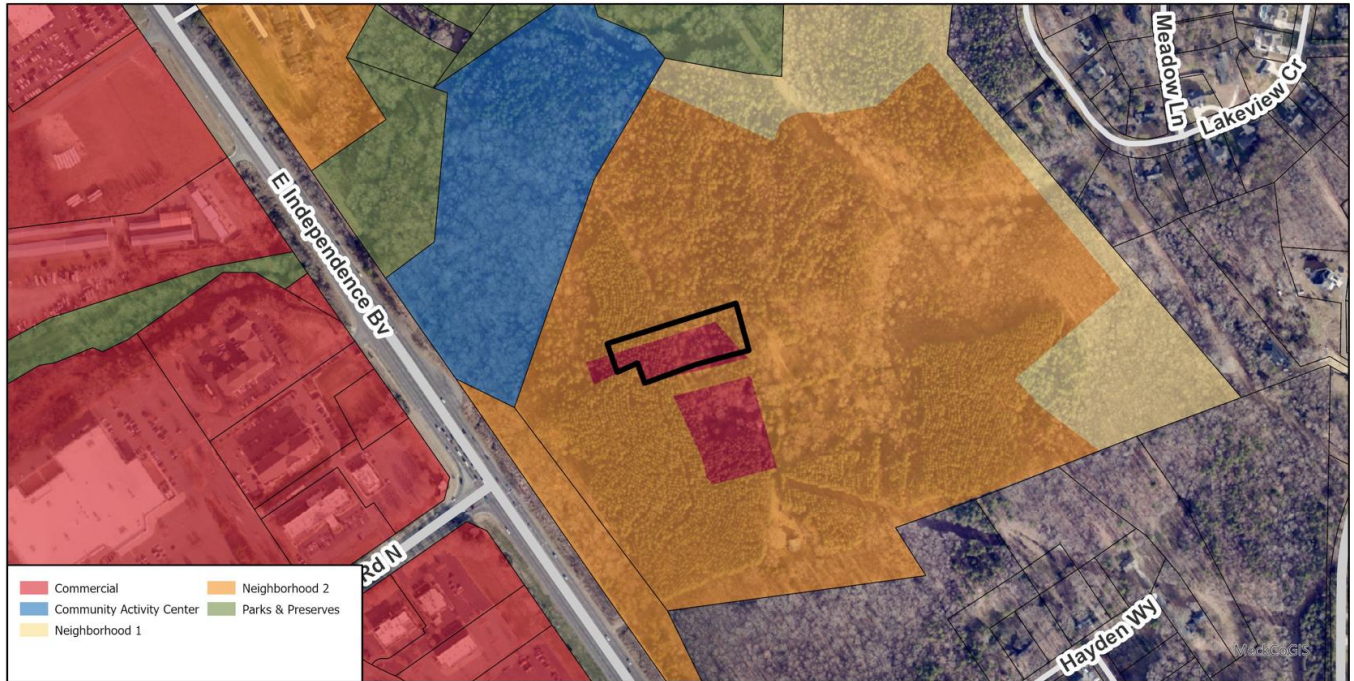 Meadow Ln
Lakeview Cr
E Independence Bv
Rd N
Hayden Wy
MeckCoGIS
Commercial
Community Activity Center
Neighborhood 1
Neighborhood 2
Parks & Preserves